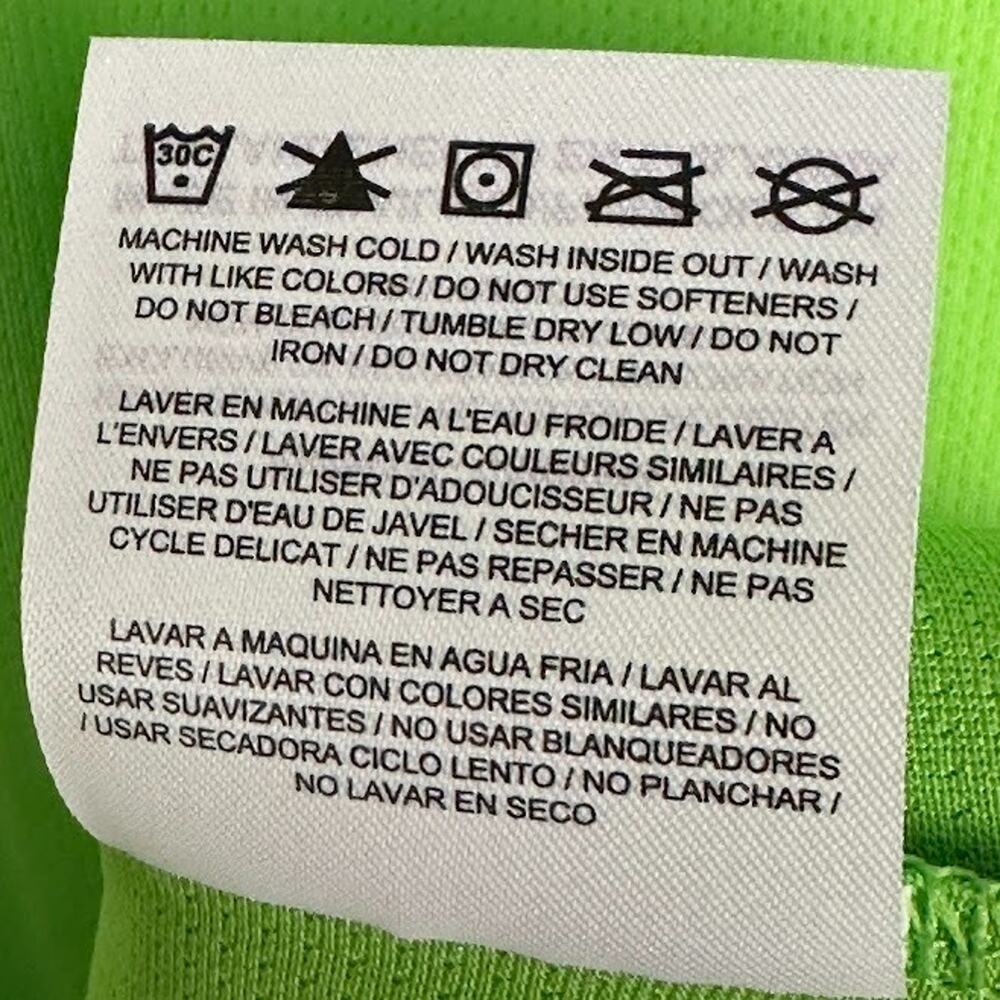 30C
MACHINE WASH COLD / WASH INSIDE OUT / WASH
WITH LIKE COLORS / DO NOT USE SOFTENERS /
DO NOT BLEACH / TUMBLE DRY LOW / DO NOT
IRON / DO NOT DRY CLEAN
LAVER EN MACHINE A L'EAU FROIDE / LAVER A
L'ENVERS / LAVER AVEC COULEURS SIMILAIRES /
NE PAS UTILISER D'ADOUCISSEUR / NE PAS
UTILISER D'EAU DE JAVEL / SECHER EN MACHINE
CYCLE DELICAT / NE PAS REPASSER / NE PAS
NETTOYER A SEC
LAVAR A MAQUINA EN AGUA FRIA / LAVAR AL
REVES / LAVAR CON COLORES SIMILARES / NO
USAR SUAVIZANTES / NO USAR BLANQUEADORES
/ USAR SECADORA CICLO LENTO / NO PLANCHAR /
NO LAVAR EN SECO